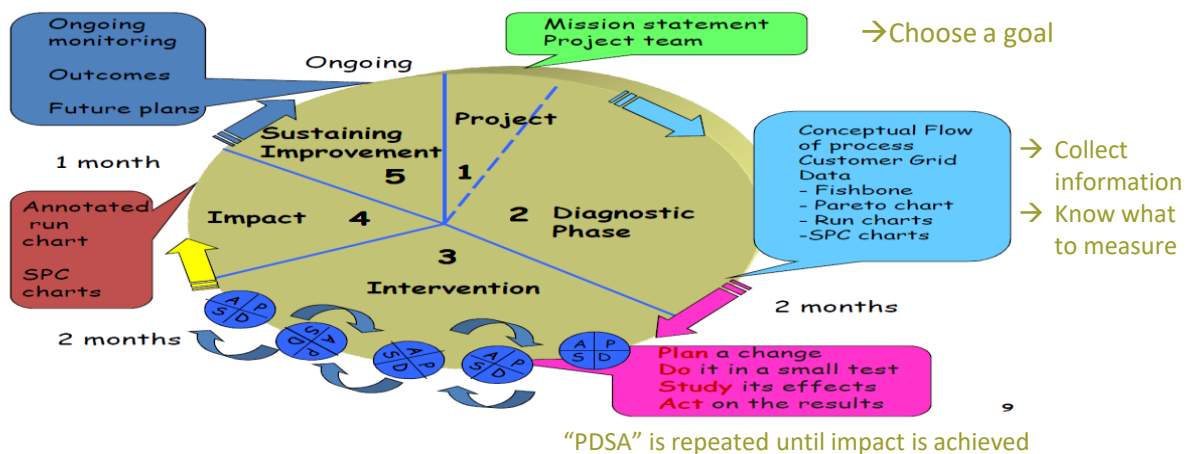 Ongoing
monitoring
Outcomes
Future plans
Ongoing
Mission statement
Project team
→Choose a goal
Project
1
Sustaining
Improvement
5
1 month
Conceptual Flow
of process
Customer Grid
Data
- Fishbone
- Pareto chart
- Run charts
-SPC charts
→ Collect
information
→ Know what
to measure
Annotated
run
chart
SPC
charts
Impact 4
2 Diagnostic
Phase
3
Intervention
2 months
2 months
A P
S D
A P
S D
A P
S D
A P
S D
A P
S D
Plan a change
Do it in a small test
Study its effects
Act on the results
9
“PDSA” is repeated until impact is achieved